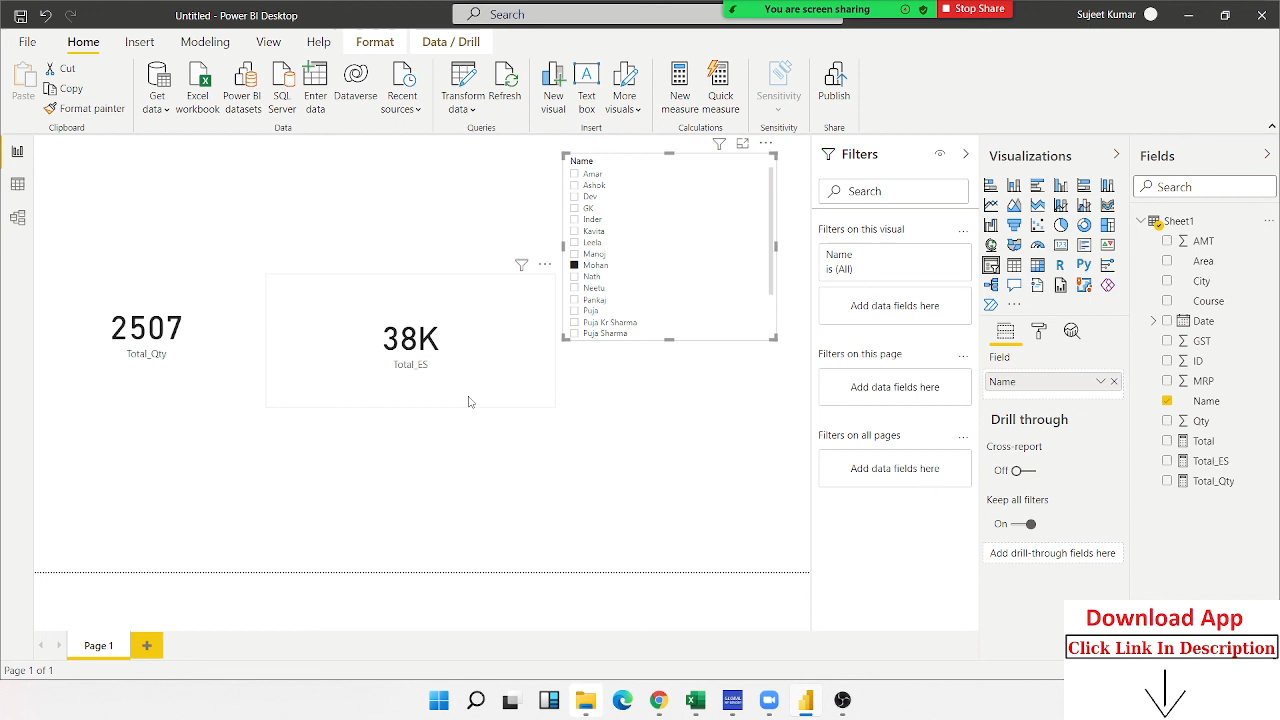 Untitled - Power BI Desktop
Search
You are screen sharing
Stop Share
Sujeet Kumar
File
Home
Insert
Modeling
View
Help
Format
Data / Drill
Paste
Cut
Copy
Format painter
Clipboard
Get data
Excel workbook
Power BI datasets
SQL Server
Enter data
Dataverse
Recent sources
Data
Transform data
Refresh
Queries
New visual
Text box
More visuals
Insert
New measure
Quick measure
Calculations
Sensitivity
Sensitivity
Publish
Share
2507
Total_Qty
38K
Total_ES
Name
Amar
Ashok
Dev
GK
Inder
Kavita
Leela
Manoj
Mohan
Nath
Neetu
Pankaj
Puja
Puja Kr Sharma
Puja Sharma
Filters
Search
Filters on this visual
Name
is (All)
Add data fields here
Filters on this page
Add data fields here
Filters on all pages
Add data fields here
Visualizations
Field
Name
Drill through
Cross-report
Off
Keep all filters
On
Add drill-through fields here
Fields
Search
Sheet1
AMT
Area
City
Course
Date
GST
ID
MRP
Name
Qty
Total
Total_ES
Total_Qty
Page 1
Page 1 of 1
Download App
Click Link In Description